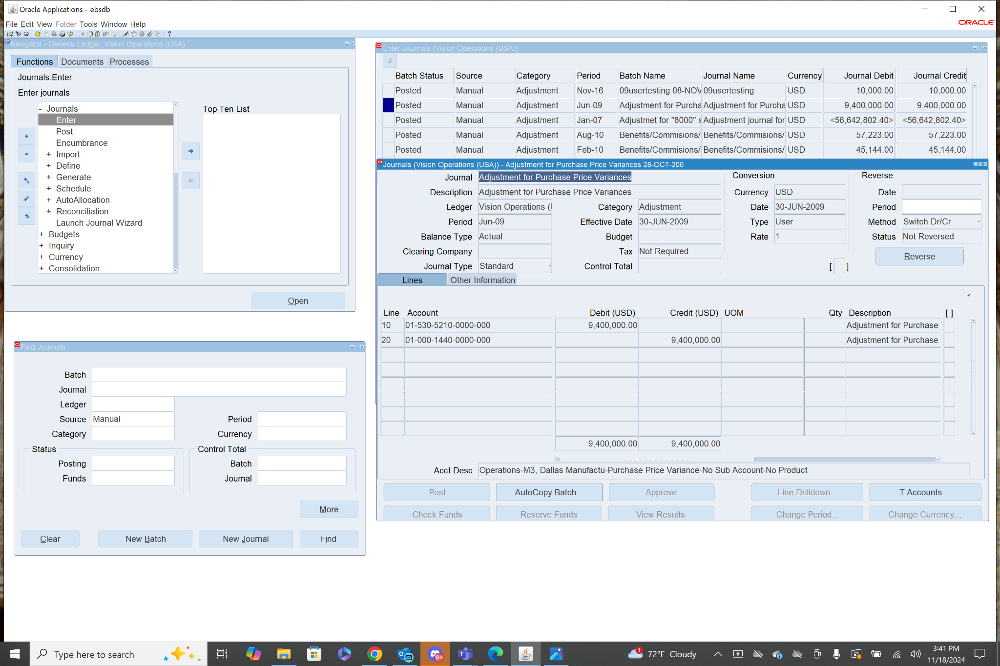 Oracle Applications - ebsdb
File Edit View Folder Tools Window Help
ORACLE
Navigator - General Ledger, Vision Operations (USA)
Functions Documents Processes
Journals:Enter
Enter journals
- Journals
Enter
Post
Encumbrance
+ Import
+ Define
+ Generate
+ Schedule
+ AutoAllocation
+ Reconciliation
Launch Journal Wizard
+ Budgets
+ Inquiry
+ Currency
+ Consolidation
Top Ten List
Open
Find Journals
Batch
Journal
Ledger
Source Manual Period
Category Currency
Status Control Total
Posting Batch
Funds Journal
More
Clear New Batch New Journal Find
Enter Journals (Vision Operations (USA))
Batch Status Source Category Period Batch Name Journal Name Currency Journal Debit Journal Credit
Posted Manual Adjustment Nov-16 09usertesting 08-NOV 09usertesting USD 10,000.00 10,000.00
Posted Manual Adjustment Jun-09 Adjustment for Purcha Adjustment for Purcha USD 9,400,000.00 9,400,000.00
Posted Manual Adjustment Jan-07 Adjustmet for "8000" s Adjustment journal for USD <56,642,802.40> <56,642,802.40>
Posted Manual Adjustment Aug-10 Benefits/Commisions/ Benefits/Commisions/ USD 57,223.00 57,223.00
Posted Manual Adjustment Feb-10 Benefits/Commisions/ Benefits/Commisions/ USD 45,144.00 45,144.00
Journals (Vision Operations (USA)) - Adjustment for Purchase Price Variances 28-OCT-200
Journal Adjustment for Purchase Price Variances Conversion Reverse
Description Adjustment for Purchase Price Variances Currency USD Date
Ledger Vision Operations (U Category Adjustment Date 30-JUN-2009 Period
Period Jun-09 Effective Date 30-JUN-2009 Type User Method Switch Dr/Cr
Balance Type Actual Budget Rate 1 Status Not Reversed
Clearing Company Tax Not Required Reverse
Journal Type Standard Control Total [ ]
Lines Other Information
Line Account Debit (USD) Credit (USD) UOM Qty Description [ ]
10 01-530-5210-0000-000 9,400,000.00 Adjustment for Purchase
20 01-000-1440-0000-000 9,400,000.00 Adjustment for Purchase
9,400,000.00 9,400,000.00
Acct Desc Operations-M3, Dallas Manufactu-Purchase Price Variance-No Sub Account-No Product
Post AutoCopy Batch... Approve Line Drilldown... T Accounts...
Check Funds Reserve Funds View Results Change Period... Change Currency...
Type here to search
9+
1
72°F Cloudy
3:41 PM
11/18/2024